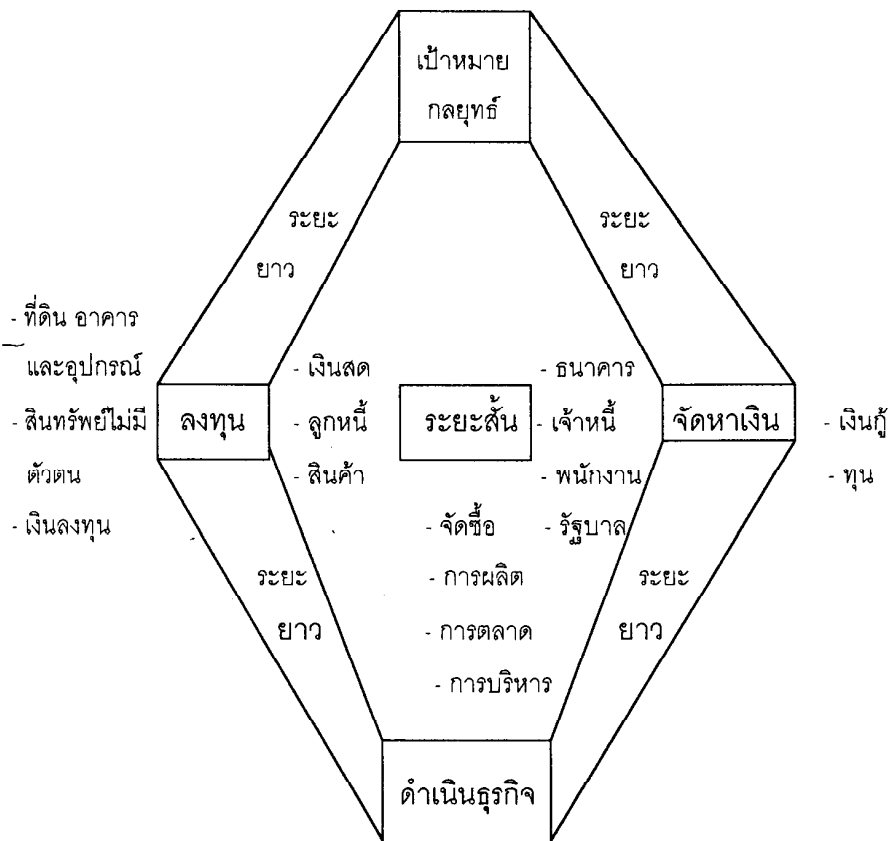 เป้าหมาย
กลยุทธ์
ระยะ
ยาว
ระยะ
ยาว
- ที่ดิน อาคาร
และอุปกรณ์
- สินทรัพย์ไม่มี
ตัวตน
- เงินลงทุน
ลงทุน
- เงินสด
- ลูกหนี้
- สินค้า
ระยะสั้น
- ธนาคาร
- เจ้าหนี้
- พนักงาน
- รัฐบาล
จัดหาเงิน
- เงินกู้
- ทุน
- จัดซื้อ
- การผลิต
- การตลาด
- การบริหาร
ระยะ
ยาว
ระยะ
ยาว
ดำเนินธุรกิจ